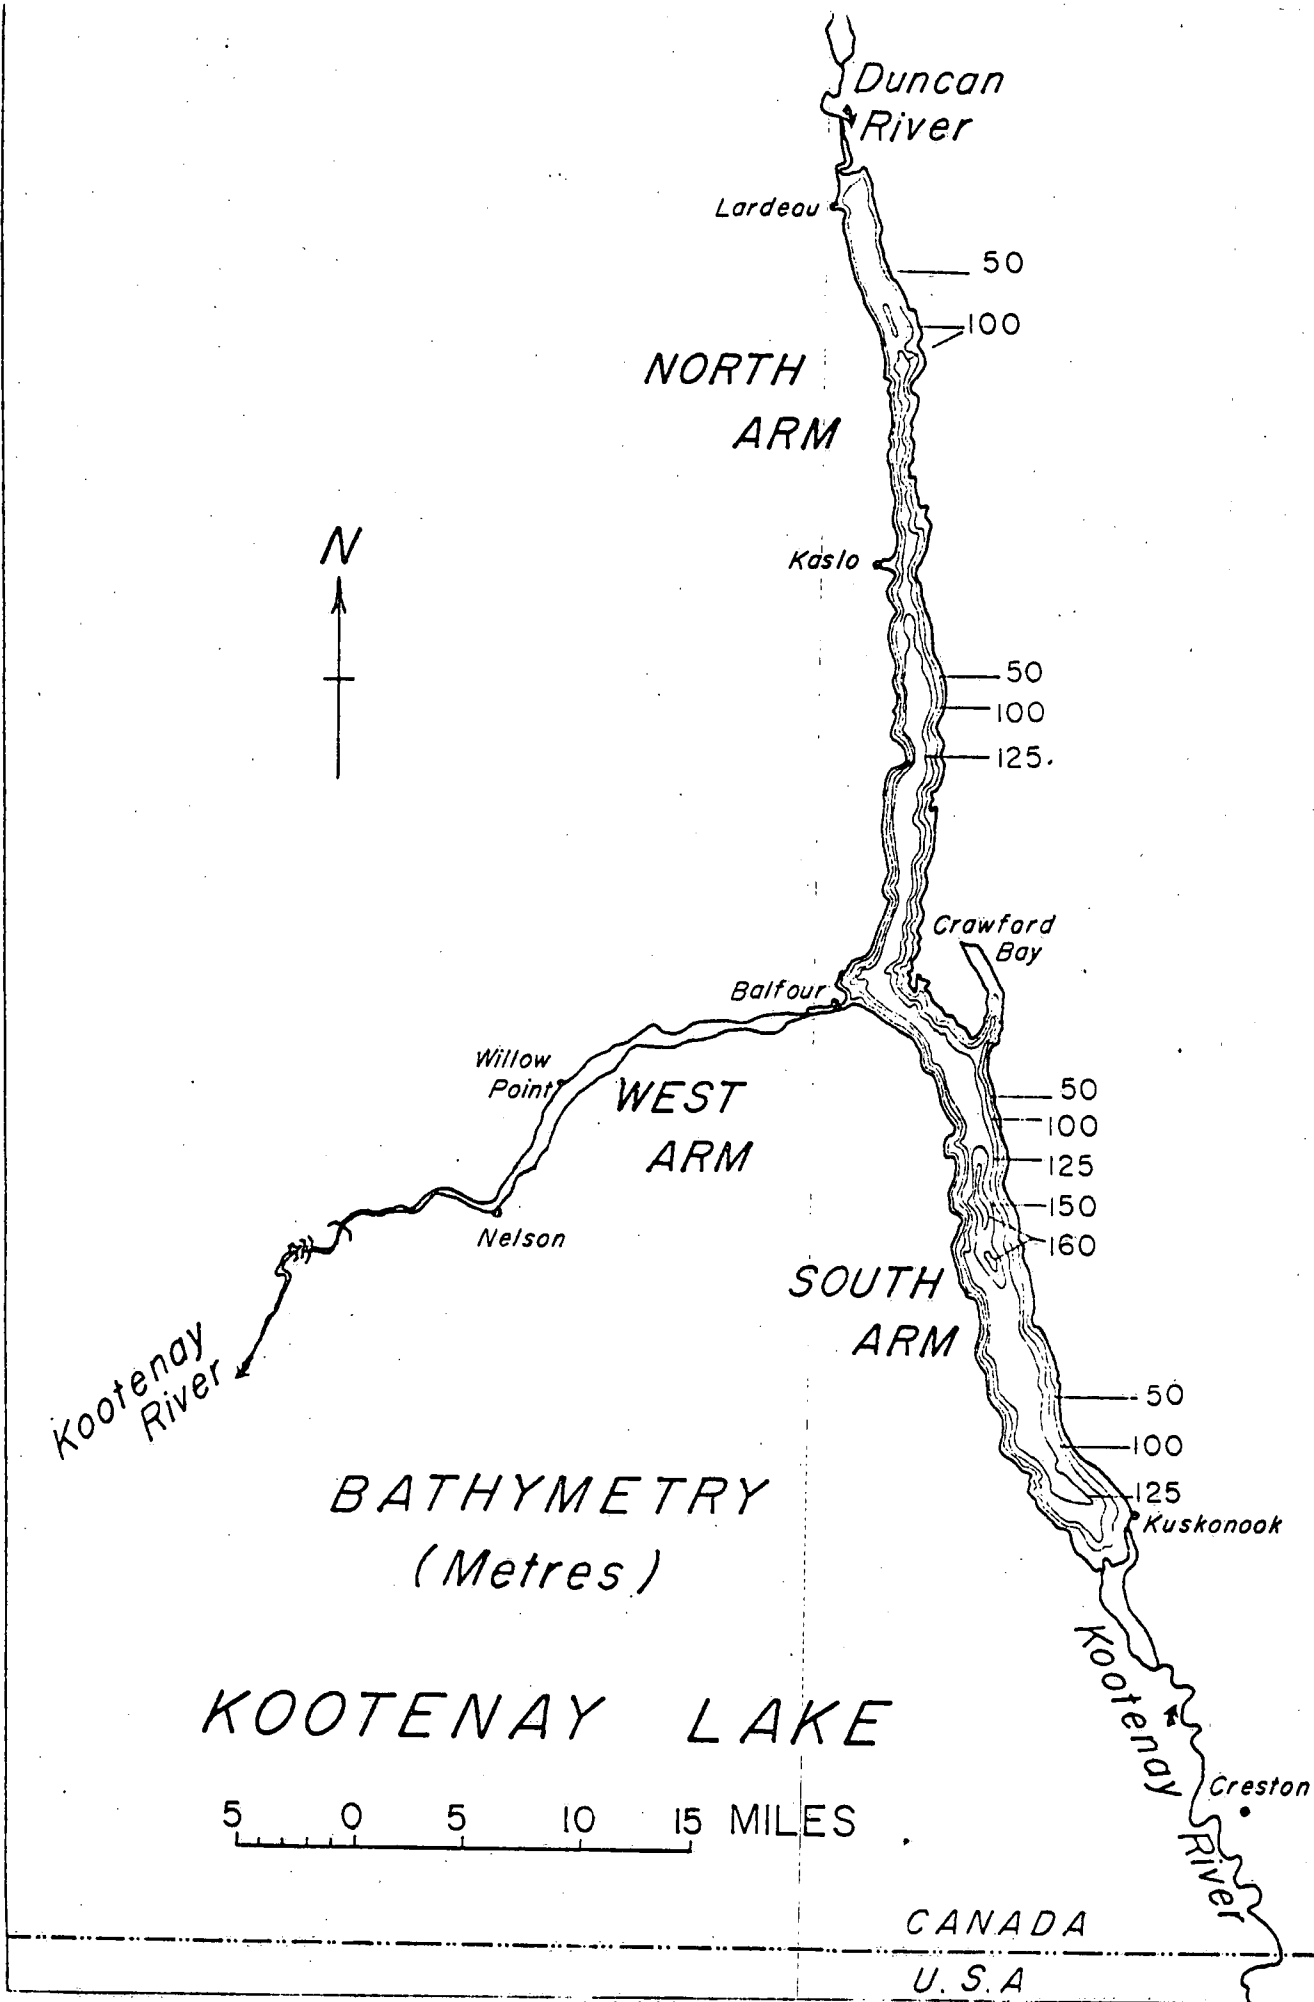 Duncan
River
Lardeau
50
100
NORTH
ARM
N
Kaslo
50
100
125.
Crawford
Bay
Balfour
Willow
Point
WEST
ARM
50
100
125
150
160
Nelson
SOUTH
ARM
Kootenay
River
50
100
125
Kuskonook
BATHYMETRY
(Metres)
KOOTENAY LAKE
Kootenay
River
Creston
5 0 5 10 15 MILES
CANADA
U.S.A